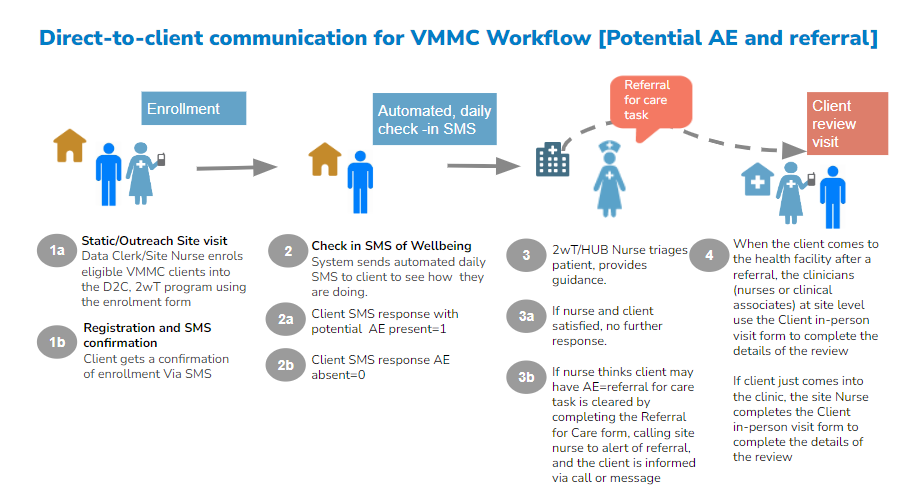 Direct-to-client communication for VMMC Workflow [Potential AE and referral]
Enrollment
Automated, daily
check -in SMS
Referral
for care
task
Client
review
visit
1a
Static/Outreach Site visit
Data Clerk/Site Nurse enrols
eligible VMMC clients into
the D2C, 2wT program using
the enrolment form
1b
Registration and SMS
confirmation
Client gets a confirmation
of enrollment Via SMS
2
Check in SMS of Wellbeing
System sends automated daily
SMS to client to see how they
are doing.
2a
Client SMS response with
potential AE present=1
2b
Client SMS response AE
absent=0
3
2wT/HUB Nurse triages
patient, provides
guidance.
3a
If nurse and client
satisfied, no further
response.
3b
If nurse thinks client may
have AE=referral for care
task is cleared by
completing the Referral
for Care form, calling site
nurse to alert of referral,
and the client is informed
via call or message
4
When the client comes to
the health facility after a
referral, the clinicians
(nurses or clinical
associates) at site level
use the Client in-person
visit form to complete the
details of the review
If client just comes into
the clinic, the site Nurse
completes the Client
in-person visit form to
complete the details of
the review